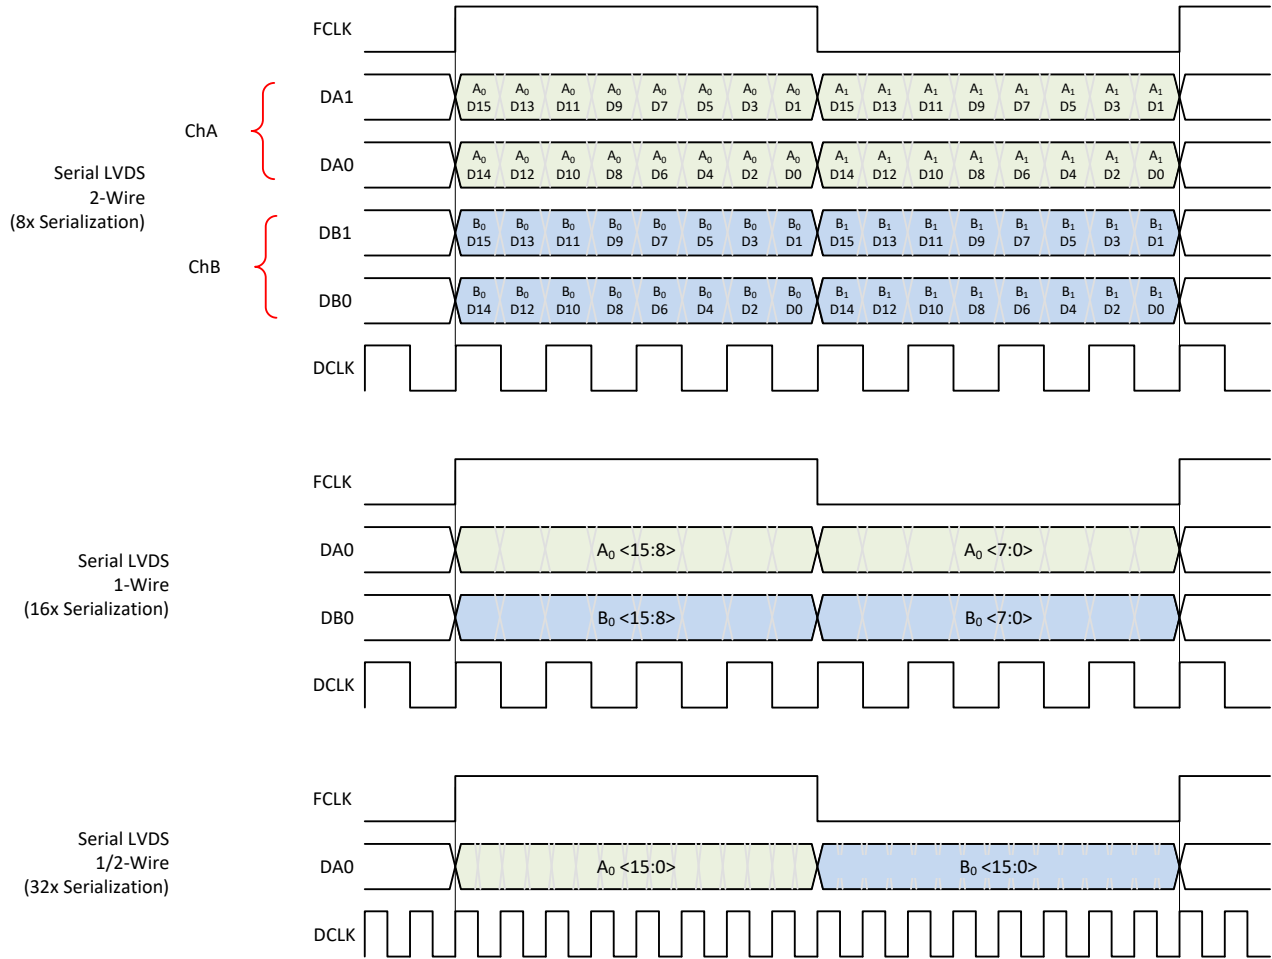 FCLK
DA1
A0 A0 A0 A0 A0 A0 A0 A0 A1 A1 A1 A1 A1 A1 A1 A1
D15 D13 D11 D9 D7 D5 D3 D1 D15 D13 D11 D9 D7 D5 D3 D1
ChA
DA0
A0 A0 A0 A0 A0 A0 A0 A0 A1 A1 A1 A1 A1 A1 A1 A1
D14 D12 D10 D8 D6 D4 D2 D0 D14 D12 D10 D8 D6 D4 D2 D0
Serial LVDS
2-Wire
(8x Serialization)
DB1
B0 B0 B0 B0 B0 B0 B0 B0 B1 B1 B1 B1 B1 B1 B1 B1
D15 D13 D11 D9 D7 D5 D3 D1 D15 D13 D11 D9 D7 D5 D3 D1
ChB
DB0
B0 B0 B0 B0 B0 B0 B0 B0 B1 B1 B1 B1 B1 B1 B1 B1
D14 D12 D10 D8 D6 D4 D2 D0 D14 D12 D10 D8 D6 D4 D2 D0
DCLK
FCLK
Serial LVDS
1-Wire
(16x Serialization)
DA0 A0 <15:8> A0 <7:0>
DB0 B0 <15:8> B0 <7:0>
DCLK
FCLK
Serial LVDS
1/2-Wire
(32x Serialization)
DA0 A0 <15:0> B0 <15:0>
DCLK